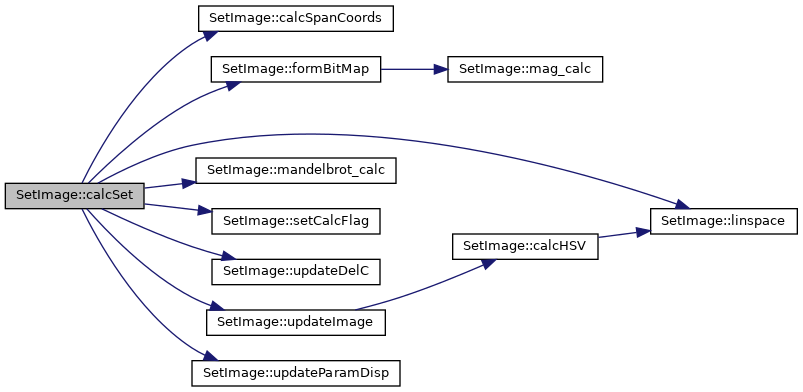 SetImage::calcSpanCoords
SetImage::formBitMap
SetImage::mag_calc
SetImage::mandelbrot_calc
SetImage::calcSet
SetImage::setCalcFlag
SetImage::linspace
SetImage::calcHSV
SetImage::updateDelC
SetImage::updateImage
SetImage::updateParamDisp